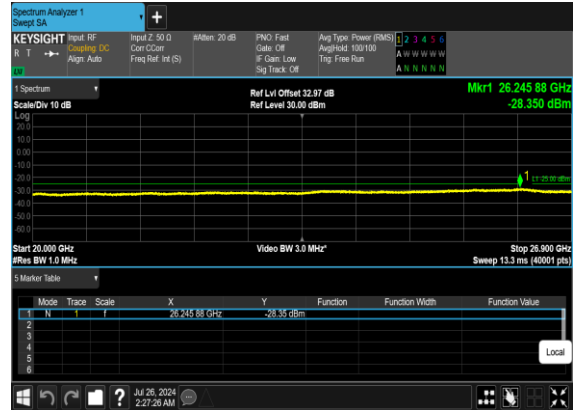 Spectrum Analyzer 1
Swept SA
+
KEYSIGHT
R T
LM
Input: RF
Coupling: DC
Align: Auto
Input Z: 50 Ω
Corr CCorr
Freq Ref: Int (S)
#Atten: 20 dB
PNO: Fast
Gate: Off
IF Gain: Low
Sig Track: Off
Avg Type: Power (RMS)
Avg|Hold: 100/100
Trig: Free Run
1 2 3 4 5 6
A W W W W W
A N N N N N
1 Spectrum
Scale/Div 10 dB
Log
Ref Lvl Offset 32.97 dB
Ref Level 30.00 dBm
Mkr1 26.245 88 GHz
-28.350 dBm
20.0
10.0
0.00
-10.0
-20.0
-30.0
-40.0
-50.0
-60.0
1
LT -25.00 dBm
Start 20.000 GHz
#Res BW 1.0 MHz
Video BW 3.0 MHz*
Stop 26.900 GHz
Sweep 13.3 ms (40001 pts)
5 Marker Table
Mode Trace Scale X Y Function Function Width Function Value
1 N 1 f 26.245 88 GHz -28.35 dBm
2
3
4
5
6
Local
?
Jul 26, 2024
2:27:26 AM